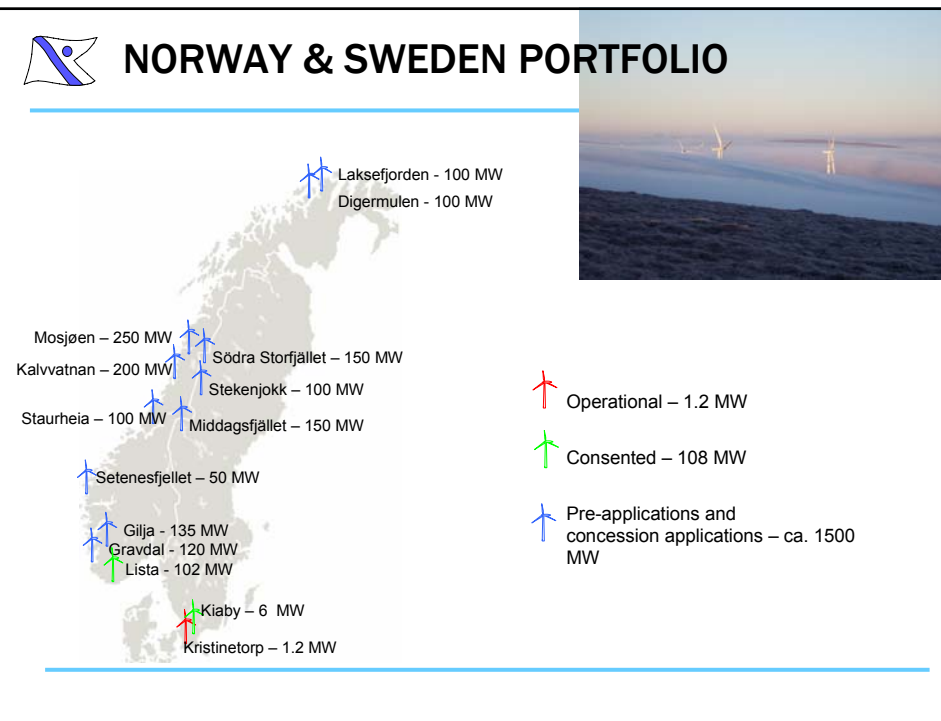 NORWAY & SWEDEN PORTFOLIO
Laksefjorden - 100 MW
Digermulen - 100 MW
Mosjøen – 250 MW
Södra Storfjället – 150 MW
Kalvvatnan – 200 MW
Stekenjokk – 100 MW
Staurheia – 100 MW
Middagsfjället – 150 MW
Setenesfjellet – 50 MW
Gilja - 135 MW
Gravdal - 120 MW
Lista - 102 MW
Kiaby – 6 MW
Kristinetorp – 1.2 MW
Operational – 1.2 MW
Consented – 108 MW
Pre-applications and
concession applications – ca. 1500
MW